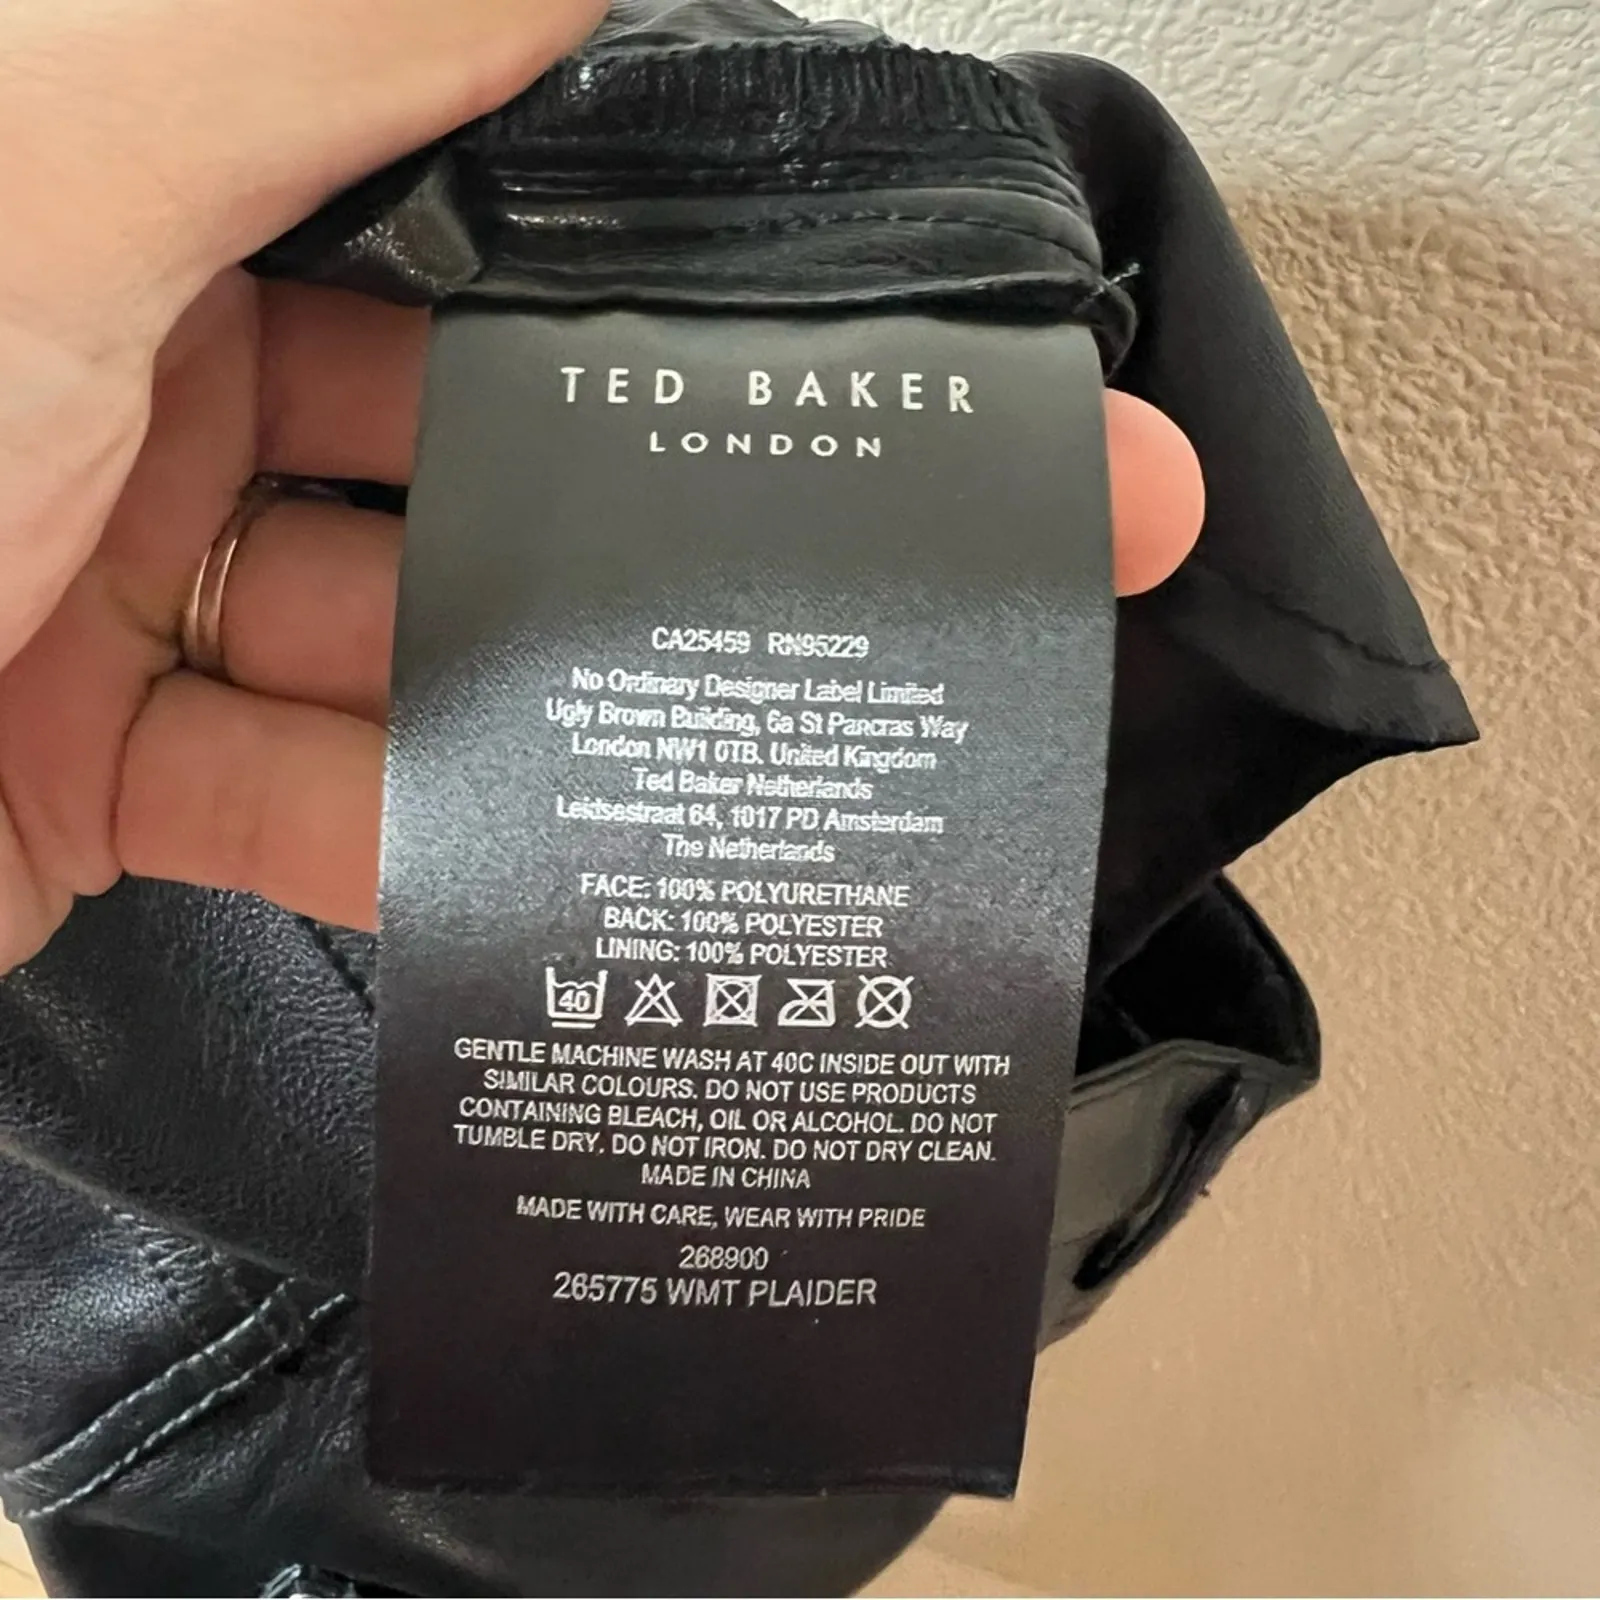 TED BAKER
LONDON
CA25459 RN95229
No Ordinary Designer Label Limited
Ugly Brown Building, 6a St Pancras Way
London NW1 0TB. United Kingdom
Ted Baker Netherlands
Leidsestraat 64, 1017 PD Amsterdam
The Netherlands
FACE: 100% POLYURETHANE
BACK: 100% POLYESTER
LINING: 100% POLYESTER
40
GENTLE MACHINE WASH AT 40C INSIDE OUT WITH
SIMILAR COLOURS. DO NOT USE PRODUCTS
CONTAINING BLEACH, OIL OR ALCOHOL. DO NOT
TUMBLE DRY. DO NOT IRON. DO NOT DRY CLEAN.
MADE IN CHINA
MADE WITH CARE, WEAR WITH PRIDE
268900
265775 WMT PLAIDER